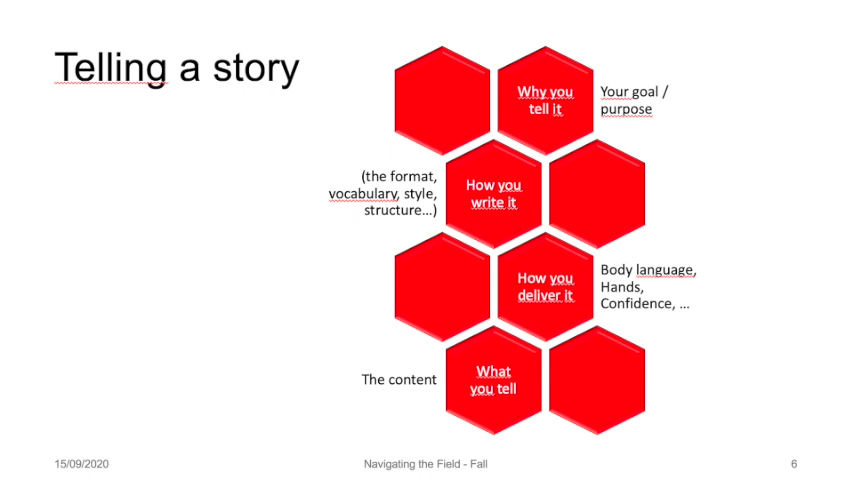 Telling a story
Why you
tell it
Your goal /
purpose
(the format,
vocabulary, style,
structure...)
How you
write it
How you
deliver it
Body language,
Hands,
Confidence, ...
The content
What
you tell
15/09/2020
Navigating the Field - Fall
6